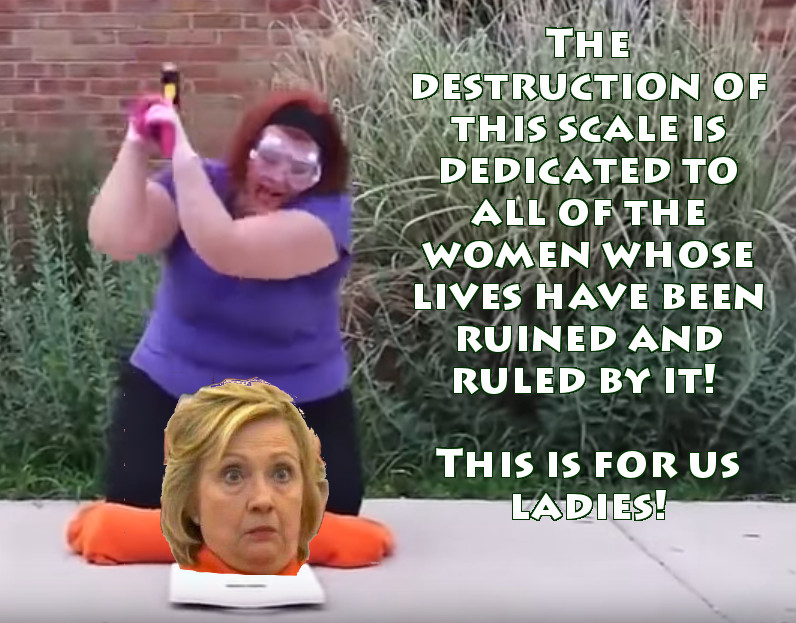 The
destruction of
this scale is
dedicated to
all of the
women whose
lives have been
ruined and
ruled by it!
This is for us
ladies!